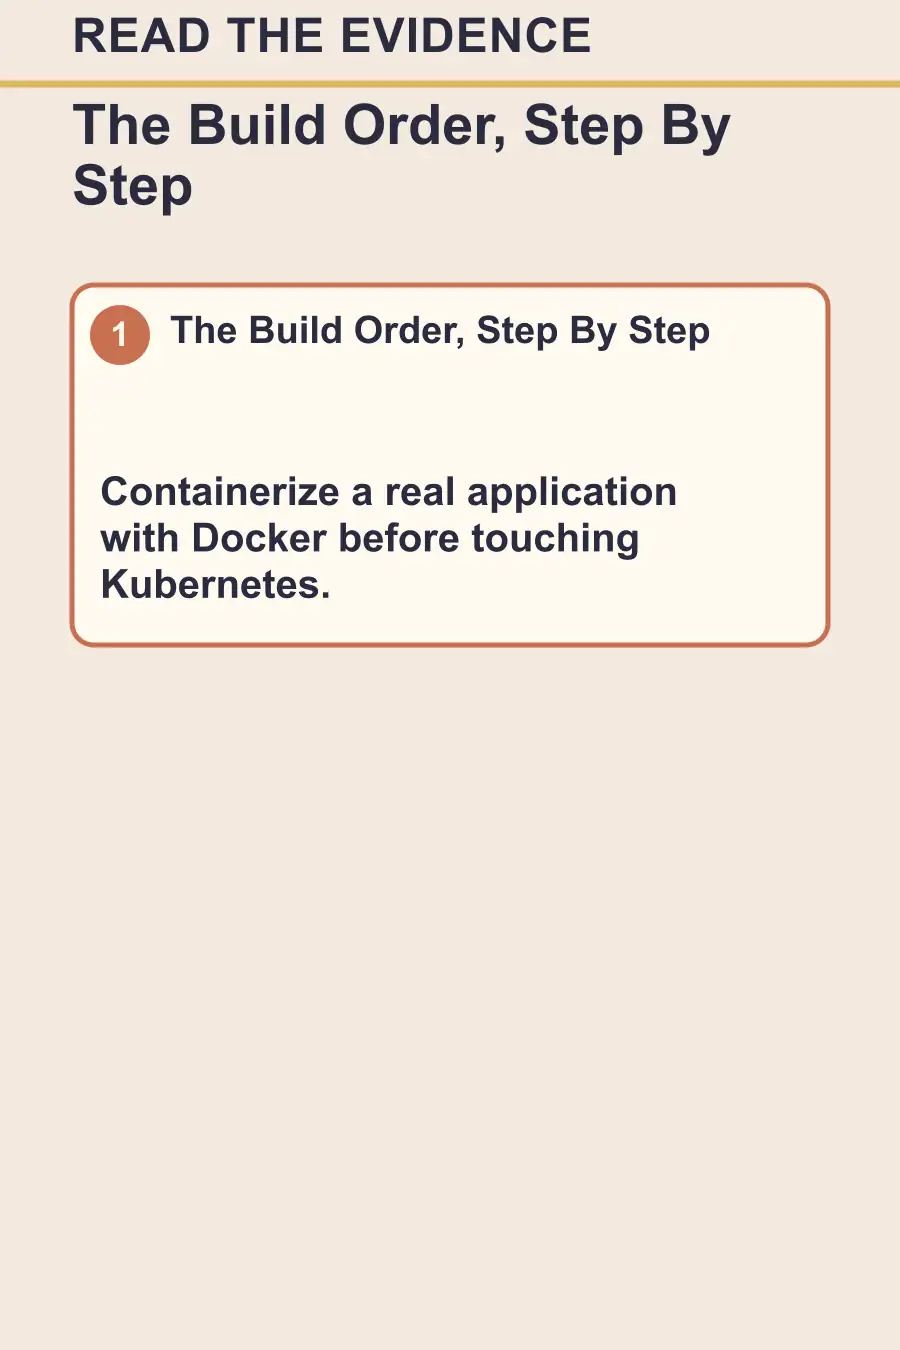 READ THE EVIDENCE
The Build Order, Step By
Step
1 The Build Order, Step By Step
Containerize a real application
with Docker before touching
Kubernetes.